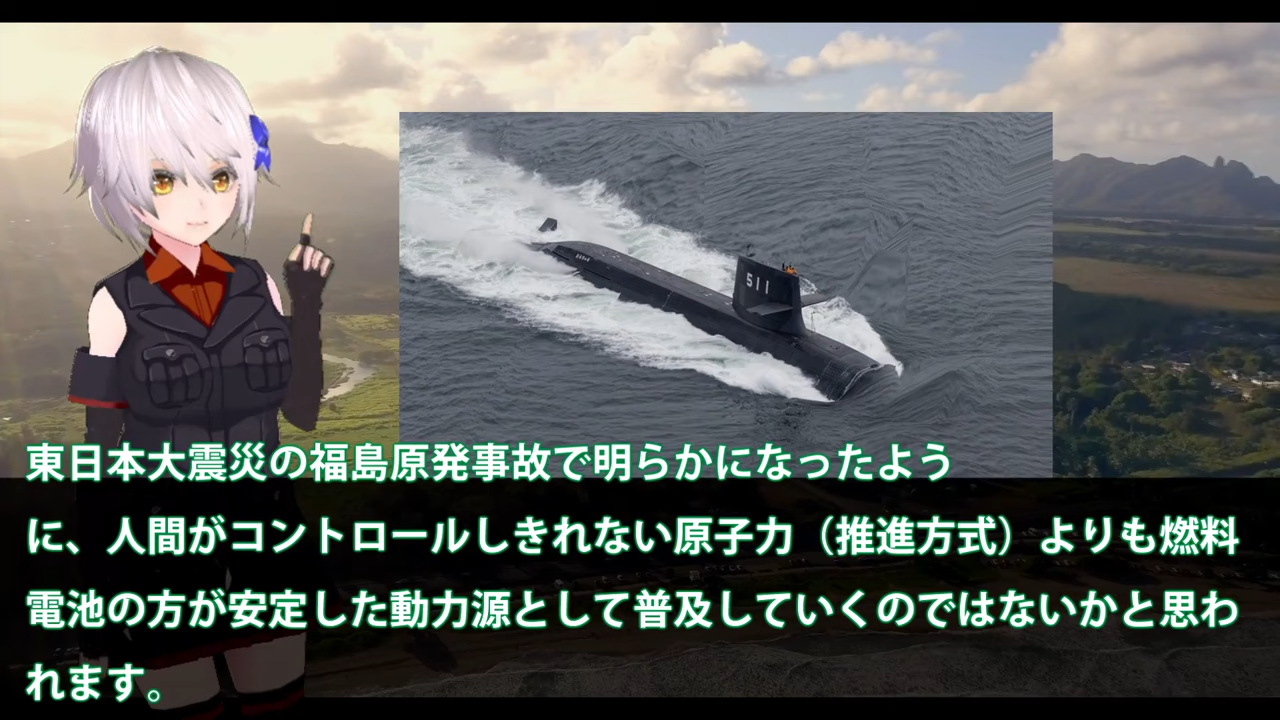 511
東日本大震災の福島原発事故で明らかになったよう
に、人間がコントロールしきれない原子力（推進方式）よりも燃料
電池の方が安定した動力源として普及していくのではないかと思わ
れます。